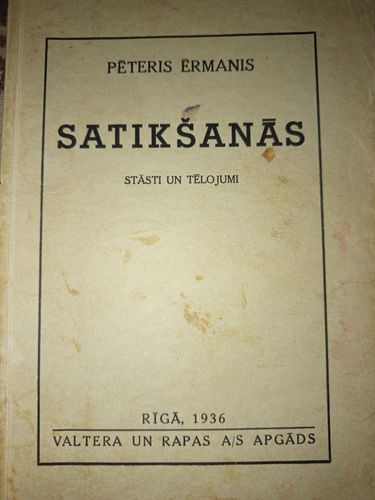 PĒTERIS ĒRMANIS
SATIKŠANĀS
STĀSTI UN TĒLOJUMI
RĪGĀ, 1936
VALTERA UN RAPAS A/S APGĀDS